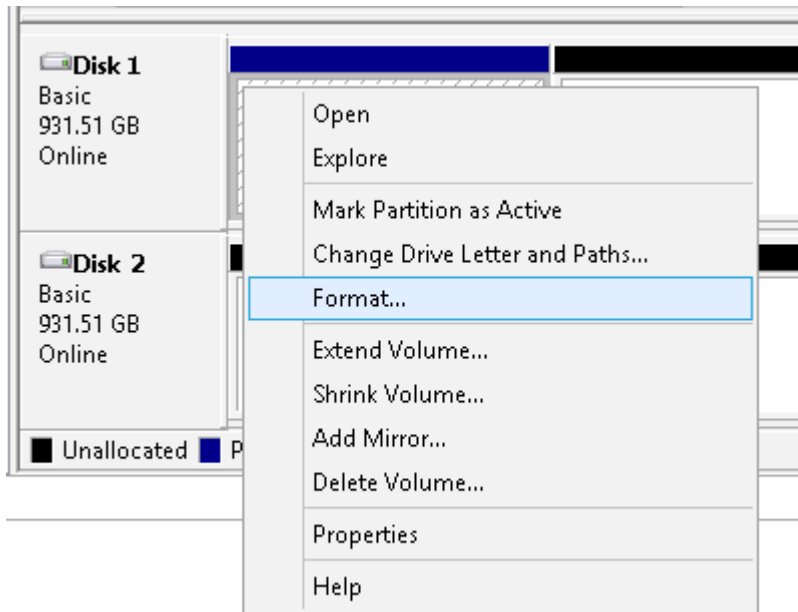 Disk 1
Basic
931.51 GB
Online
Disk 2
Basic
931.51 GB
Online
Unallocated P
Open
Explore
Mark Partition as Active
Change Drive Letter and Paths...
Format...
Extend Volume...
Shrink Volume...
Add Mirror...
Delete Volume...
Properties
Help